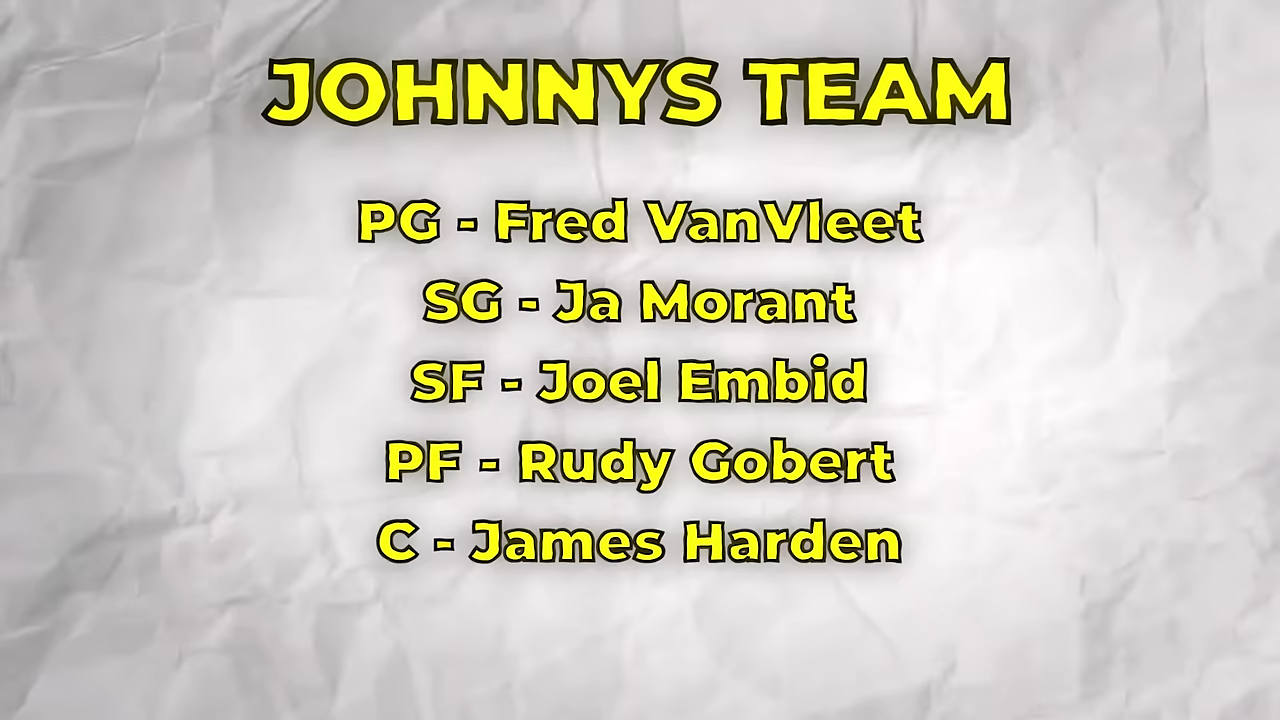 JOHNNYS TEAM
PG - Fred VanVleet
SG - Ja Morant
SF - Joel Embid
PF - Rudy Gobert
C - James Harden